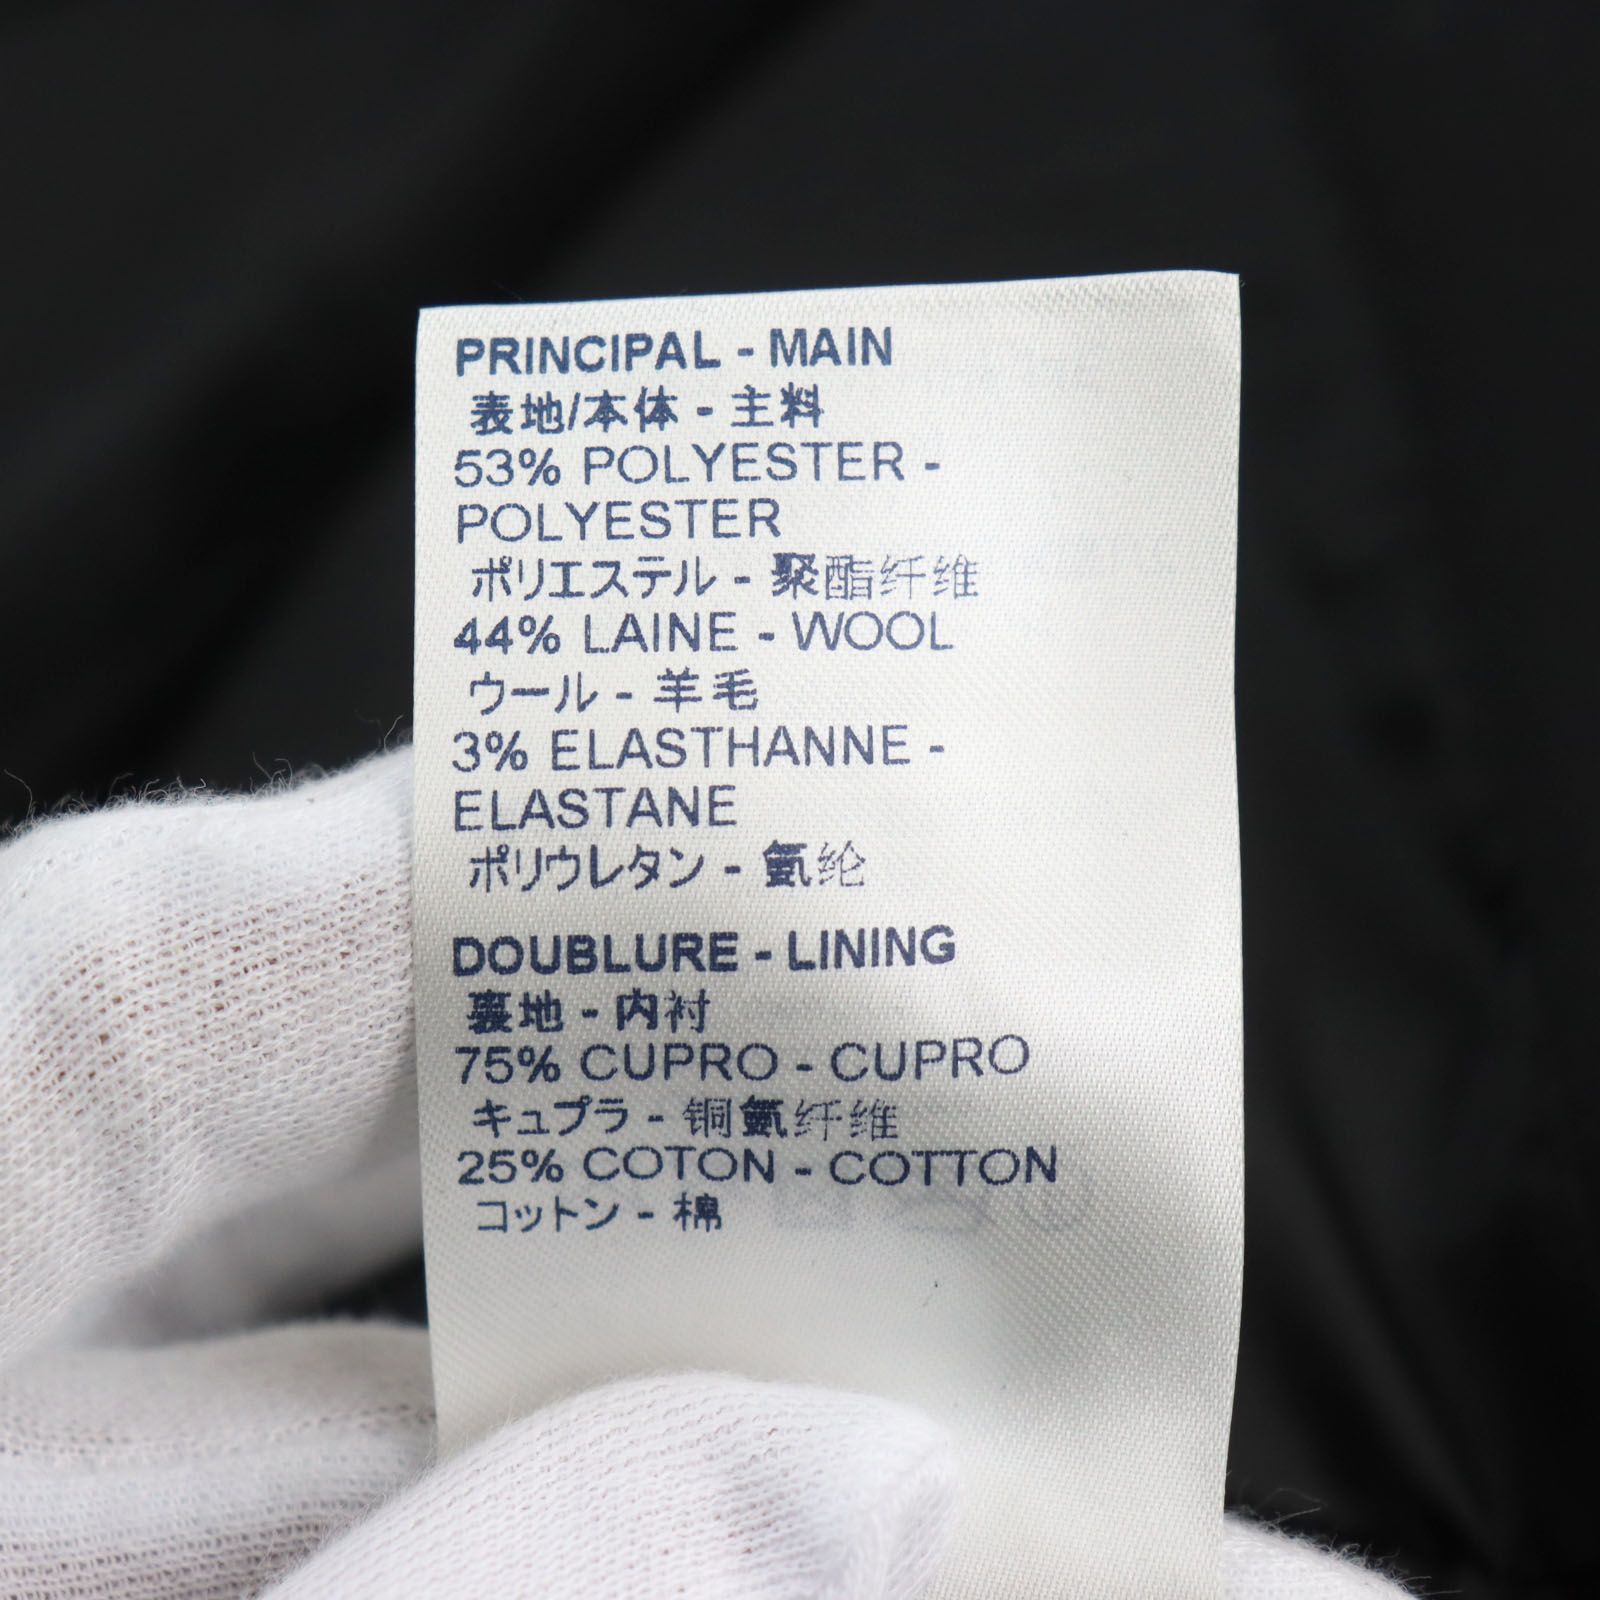 PRINCIPAL - MAIN
表地/本体 - 主料
53% POLYESTER -
POLYESTER
ポリエステル - 聚酯纤维
44% LAINE - WOOL
ウール - 羊毛
3% ELASTHANNE -
ELASTANE
ポリウレタン - 氨纶
DOUBLURE - LINING
裏地 - 内衬
75% CUPRO - CUPRO
キュプラ - 铜氨纤维
25% COTON - COTTON
コットン - 棉